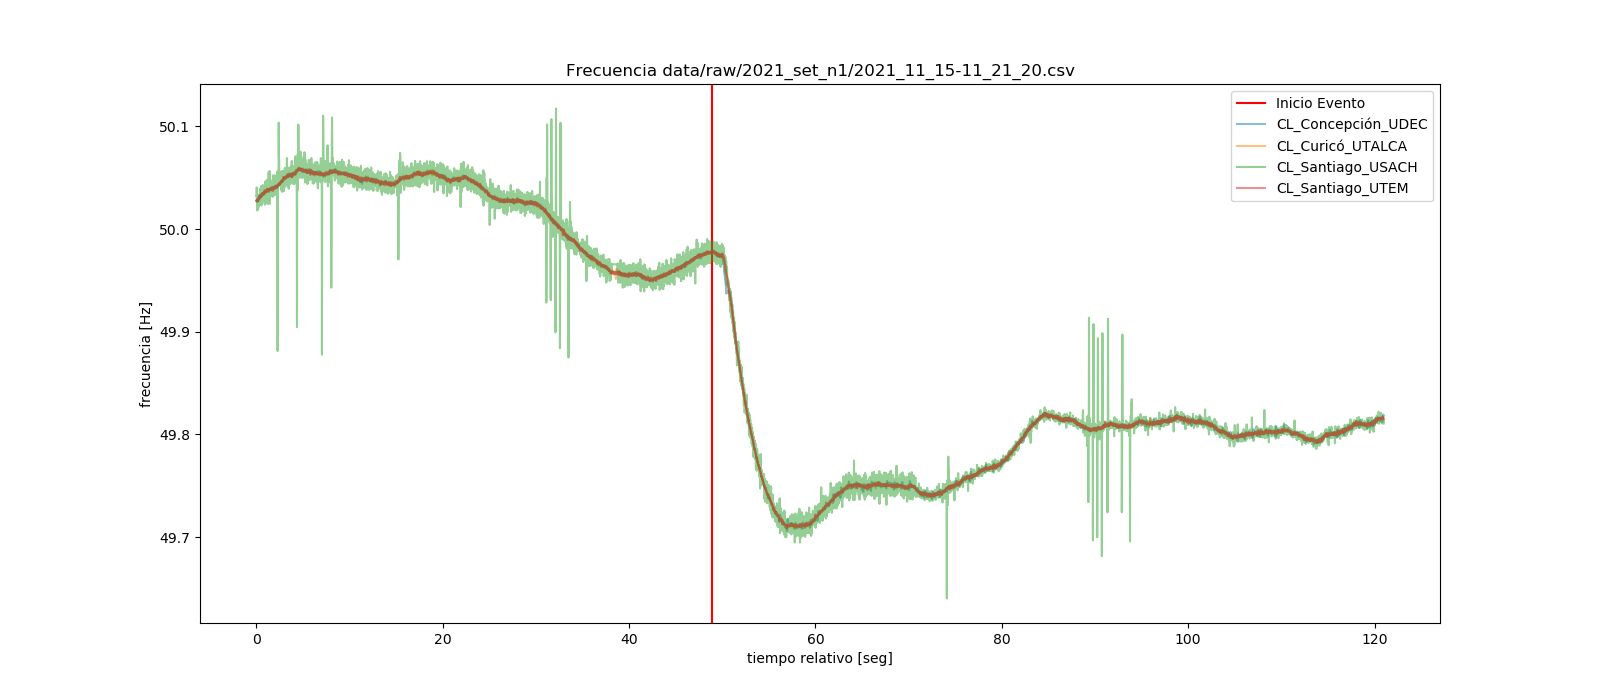 Frecuencia data/raw/2021_set_n1/2021_11_15-11_21_20.csv
Inicio Evento
CL_Concepción_UDEC
CL_Curicó_UTALCA
CL_Santiago_USACH
CL_Santiago_UTEM
frecuencia [Hz]
50.1
50.0
49.9
49.8
49.7
0 20 40 60 80 100 120
tiempo relativo [seg]